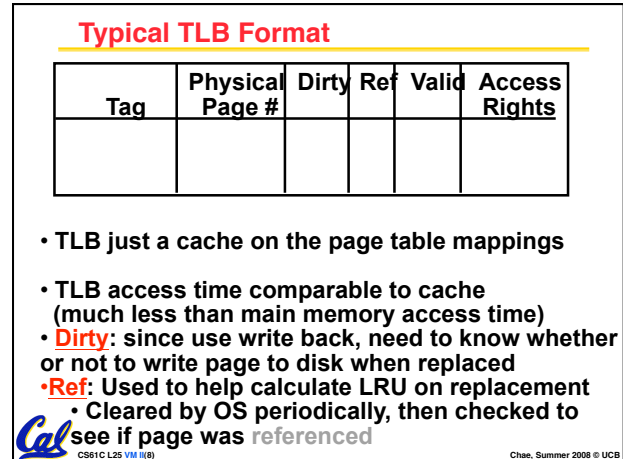 Typical TLB Format
Physical Dirty Ref Valid Access
Tag Page # Rights
• TLB just a cache on the page table mappings
• TLB access time comparable to cache
(much less than main memory access time)
• Dirty: since use write back, need to know whether
or not to write page to disk when replaced
•Ref: Used to help calculate LRU on replacement
• Cleared by OS periodically, then checked to
see if page was referenced
Cal
CS61C L25 VM II(8) Chae, Summer 2008 © UCB